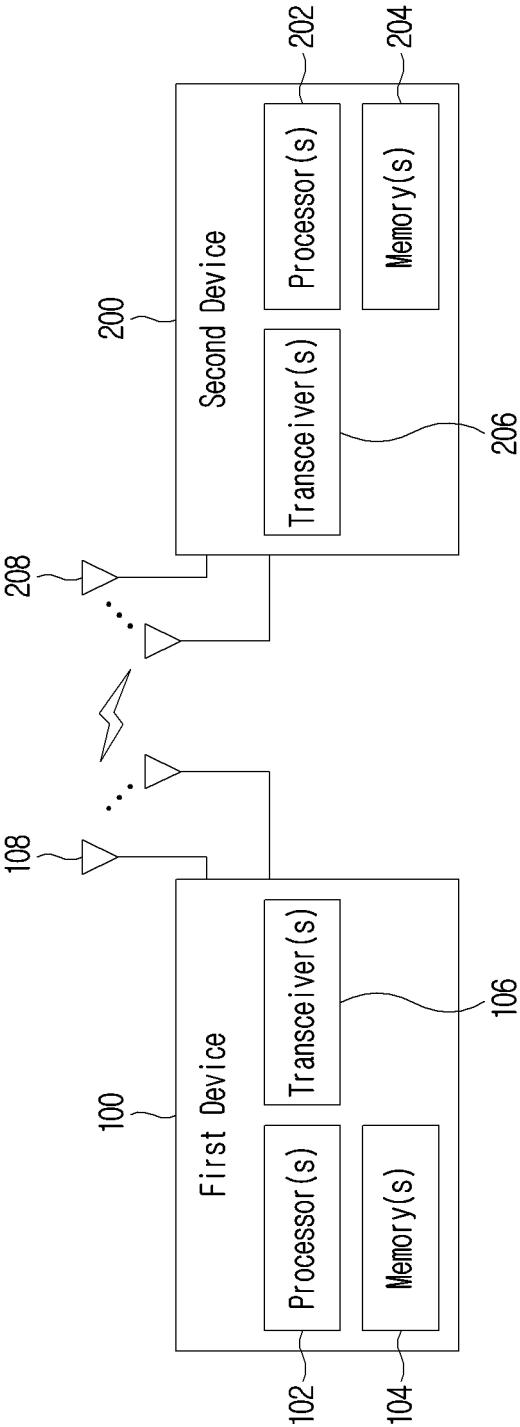 100
First Device
102
Processor(s)
104
Memory(s)
Transceiver(s)
106
108
208
200
Second Device
Transceiver(s)
206
Processor(s)
202
Memory(s)
204